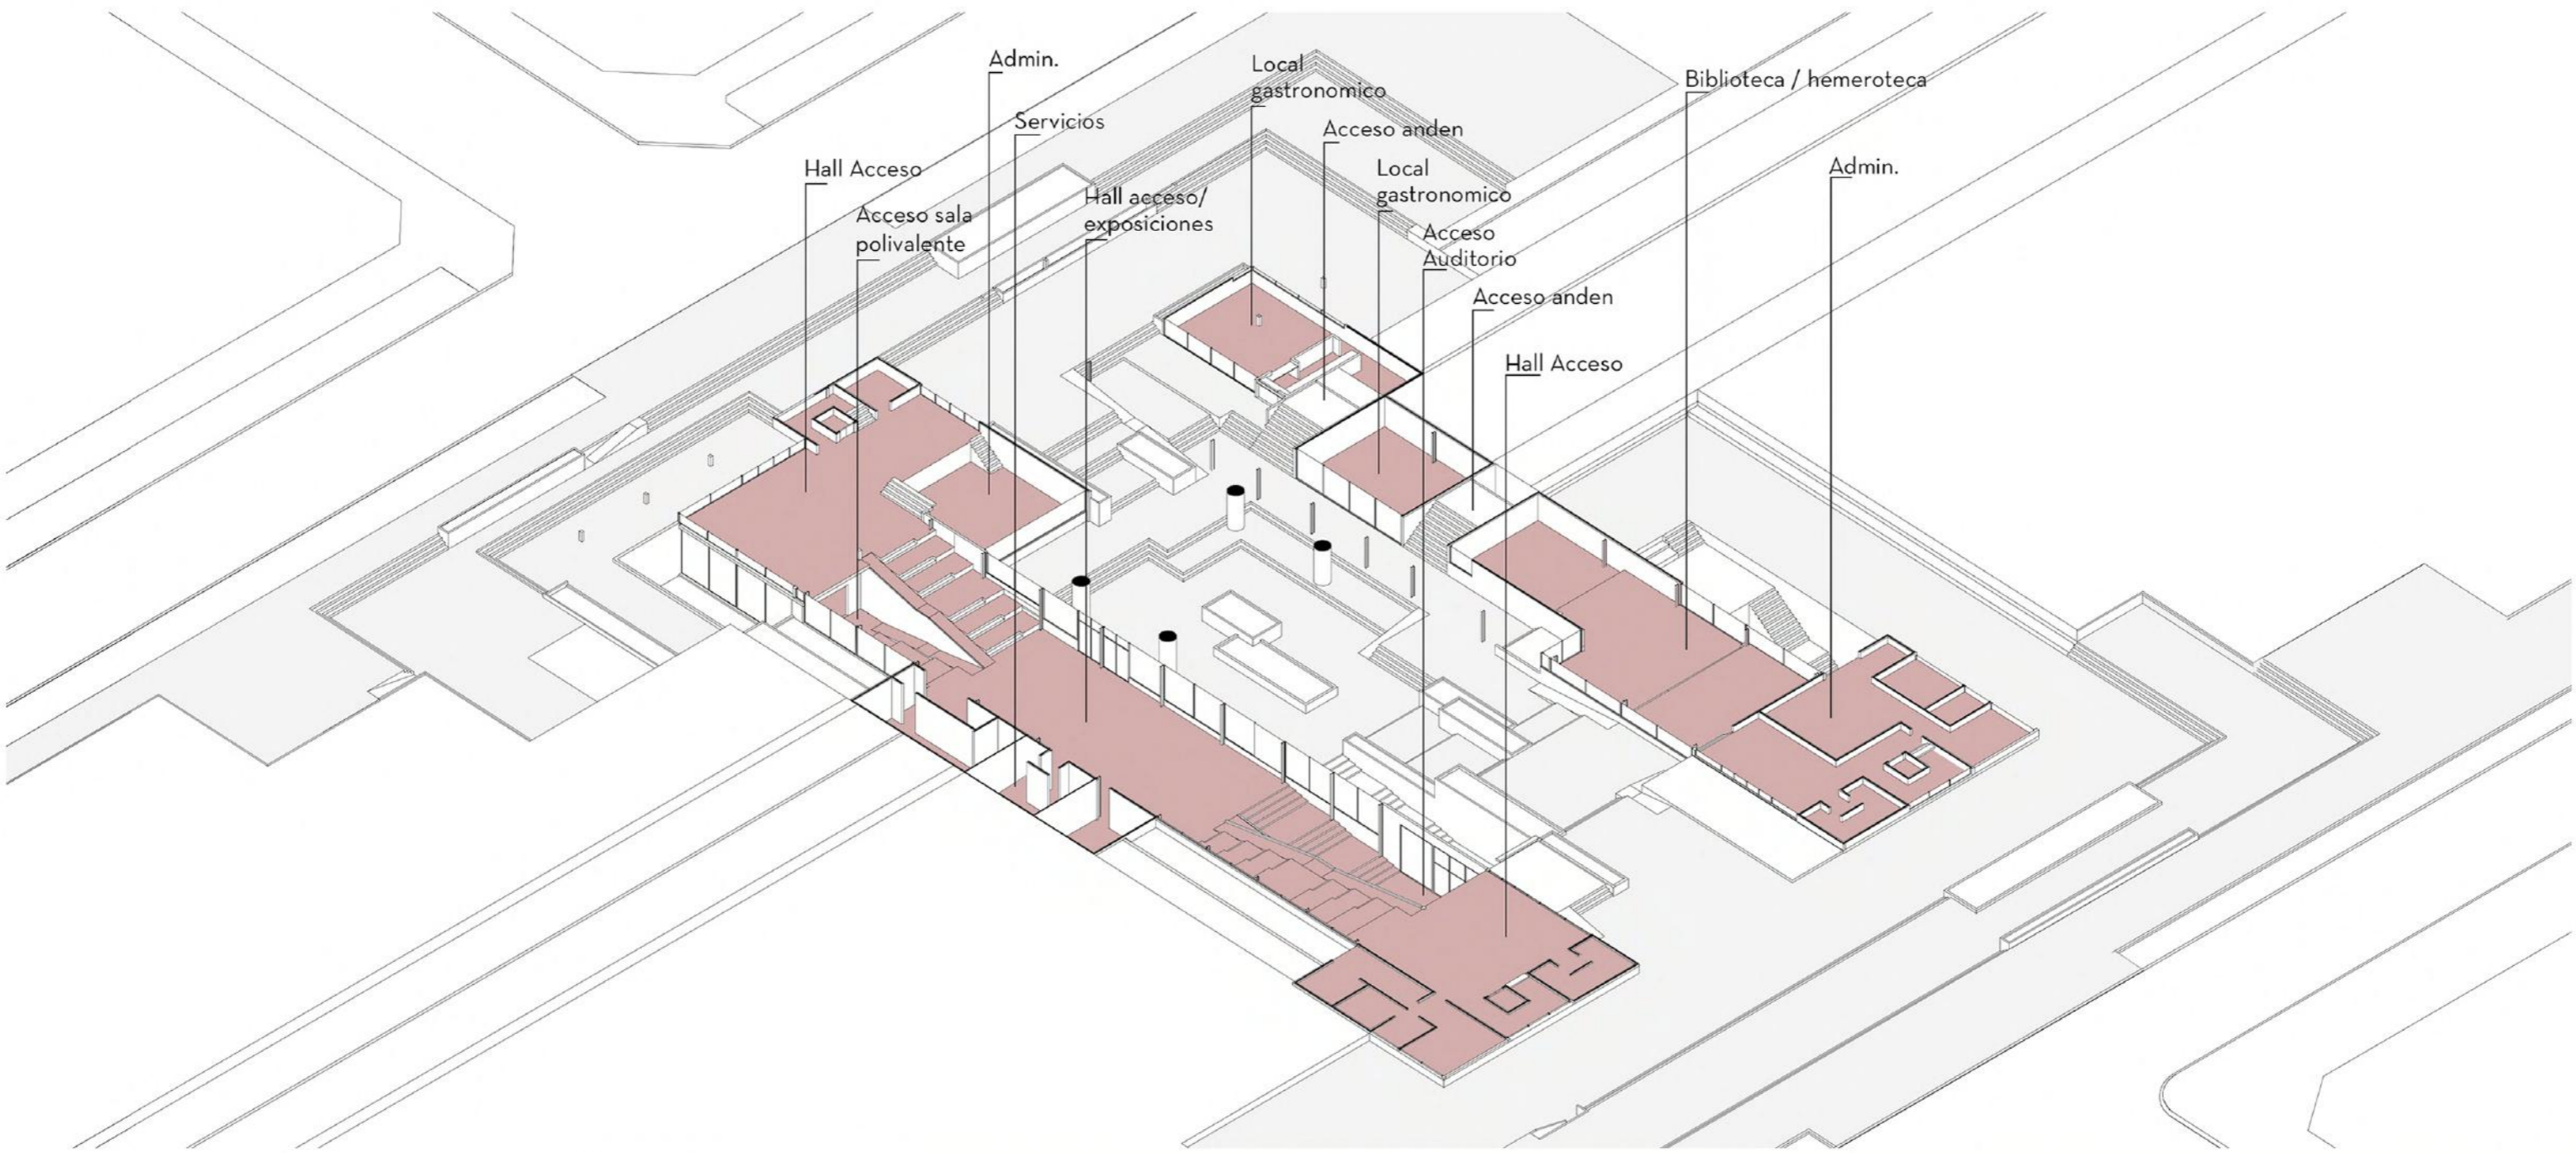 Admin.
Servicios
Hall Acceso
Acceso sala
polivalente
Hall acceso/
exposiciones
Local
gastronomico
Acceso anden
Local
gastronomico
Acceso
Auditorio
Acceso anden
Hall Acceso
Biblioteca / hemeroteca
Admin.